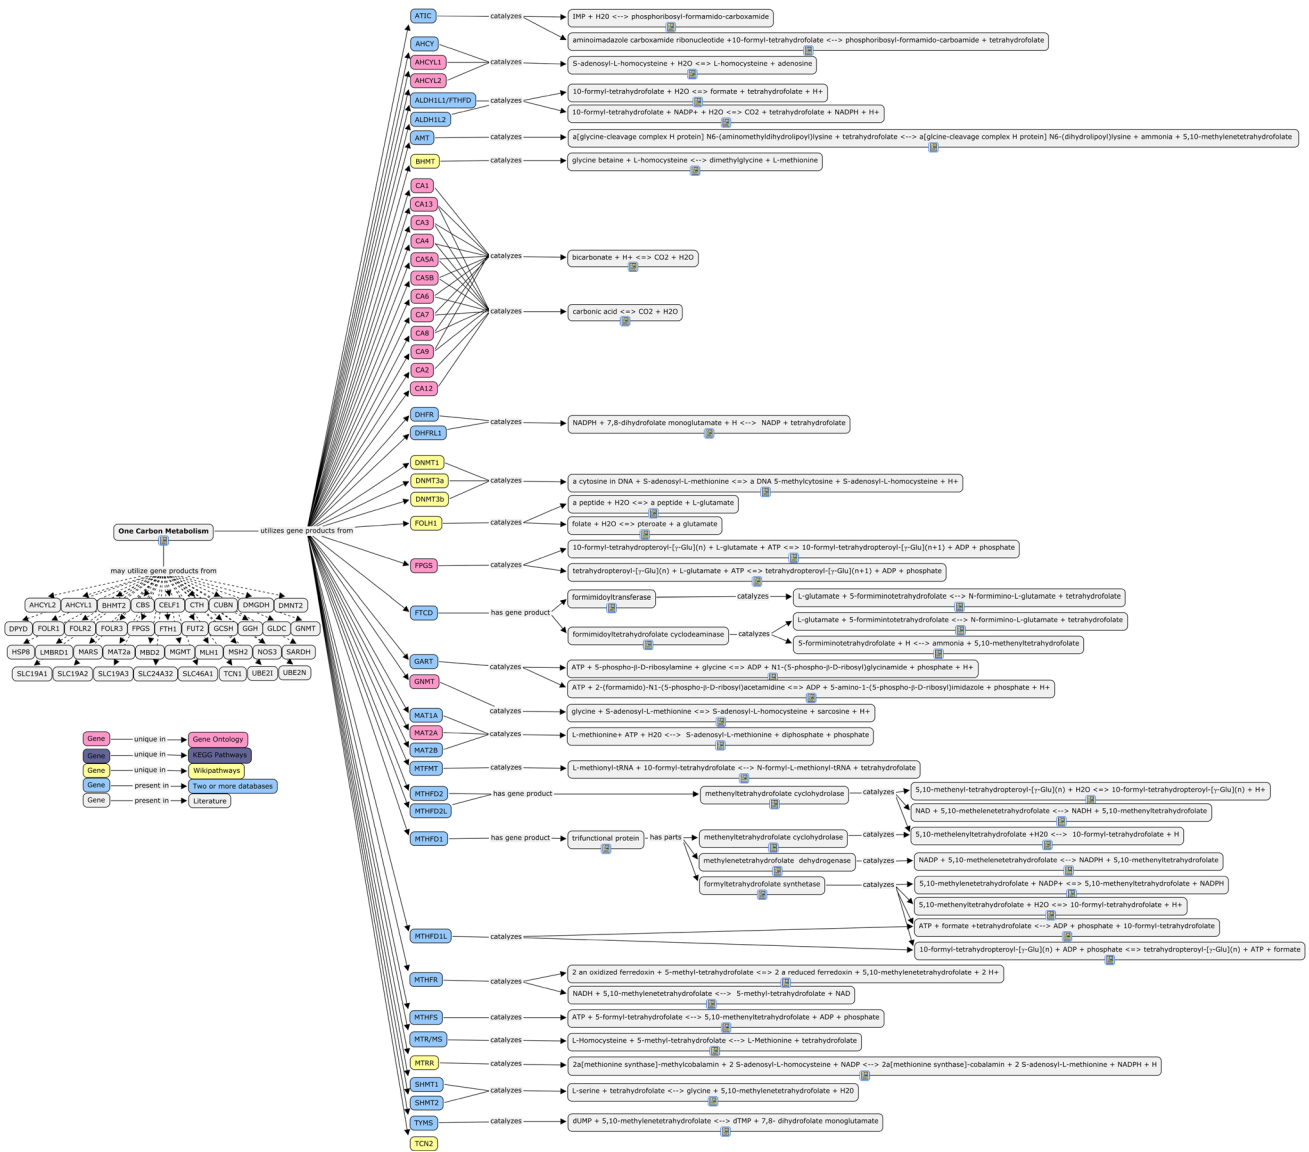 ATIC
catalyzes
IMP + H20 <--> phosphoribosyl-formamido-carboxamide
aminoimadazole carboxamide ribonucleotide +10-formyl-tetrahydrofolate <--> phosphoribosyl-formamido-carboamide + tetrahydrofolate
AHCY
AHCYL1
AHCYL2
catalyzes
S-adenosyl-L-homocysteine + H2O <=> L-homocysteine + adenosine
ALDH1L1/FTHFD
ALDH1L2
catalyzes
10-formyl-tetrahydrofolate + H2O <=> formate + tetrahydrofolate + H+
10-formyl-tetrahydrofolate + NADP+ + H2O <=> CO2 + tetrahydrofolate + NADPH + H+
AMT
catalyzes
a[glycine-cleavage complex H protein] N6-(aminomethyldihydrolipoyl)lysine + tetrahydrofolate <--> a[glcine-cleavage complex H protein] N6-(dihydrolipoyl)lysine + ammonia + 5,10-methylenetetrahydrofolate
BHMT
catalyzes
glycine betaine + L-homocysteine <--> dimethylglycine + L-methionine
CA1
CA13
CA3
CA4
CA5A
CA5B
CA6
CA7
CA8
CA9
CA2
CA12
catalyzes
bicarbonate + H+ <=> CO2 + H2O
catalyzes
carbonic acid <=> CO2 + H2O
DHFR
DHFRL1
catalyzes
NADPH + 7,8-dihydrofolate monoglutamate + H <--> NADP + tetrahydrofolate
DNMT1
DNMT3a
DNMT3b
catalyzes
a cytosine in DNA + S-adenosyl-L-methionine <=> a DNA 5-methylcytosine + S-adenosyl-L-homocysteine + H+
FOLH1
catalyzes
a peptide + H2O <=> a peptide + L-glutamate
folate + H2O <=> pteroate + a glutamate
One Carbon Metabolism
utilizes gene products from
FPGS
catalyzes
10-formyl-tetrahydropteroyl-[γ-Glu](n) + L-glutamate + ATP <=> 10-formyl-tetrahydropteroyl-[γ-Glu](n+1) + ADP + phosphate
tetrahydropteroyl-[γ-Glu](n) + L-glutamate + ATP <=> tetrahydropteroyl-[γ-Glu](n+1) + ADP + phosphate
may utilize gene products from
AHCYL2 AHCYL1 BHMT2 CBS CELF1 CTH CUBN DMGDH DMNT2
DPYD FOLR1 FOLR2 FOLR3 FPGS FTH1 FUT2 GCSH GGH GLDC GNMT
HSP8 LMBRD1 MARS MAT2a MBD2 MGMT MLH1 MSH2 NOS3 SARDH
SLC19A1 SLC19A2 SLC19A3 SLC24A32 SLC46A1 TCN1 UBE2I UBE2N
FTCD
has gene product
formimidoyltransferase
catalyzes
L-glutamate + 5-formiminotetrahydrofolate <--> N-formimino-L-glutamate + tetrahydrofolate
formimidoyltetrahydrofolate cyclodeaminase
catalyzes
L-glutamate + 5-formimintotetrahydrofolate <--> N-formimino-L-glutamate + tetrahydrofolate
5-formiminotetrahydrofolate + H <--> ammonia + 5,10-methenyltetrahydrofolate
GART
catalyzes
ATP + 5-phospho-β-D-ribosylamine + glycine <=> ADP + N1-(5-phospho-β-D-ribosyl)glycinamide + phosphate + H+
ATP + 2-(formamido)-N1-(5-phospho-β-D-ribosyl)acetamidine <=> ADP + 5-amino-1-(5-phospho-β-D-ribosyl)imidazole + phosphate + H+
GNMT
catalyzes
glycine + S-adenosyl-L-methionine <=> S-adenosyl-L-homocysteine + sarcosine + H+
MAT1A
MAT2A
MAT2B
catalyzes
L-methionine+ ATP + H20 <--> S-adenosyl-L-methionine + diphosphate + phosphate
MTFMT
catalyzes
L-methionyl-tRNA + 10-formyl-tetrahydrofolate <--> N-formyl-L-methionyl-tRNA + tetrahydrofolate
Gene unique in Gene Ontology
Gene unique in KEGG Pathways
Gene unique in Wikipathways
Gene present in Two or more databases
Gene present in Literature
MTHFD2
MTHFD2L
has gene product
methenyltetrahydrofolate cyclohydrolase
catalyzes
5,10-methenyl-tetrahydropteroyl-[γ-Glu](n) + H2O <=> 10-formyl-tetrahydropteroyl-[γ-Glu](n) + H+
NAD + 5,10-methelenetetrahydrofolate <--> NADH + 5,10-methenyltetrahydrofolate
5,10-methelenyltetrahydrofolate +H20 <--> 10-formyl-tetrahydrofolate + H
MTHFD1
has gene product
trifunctional protein
has parts
methenyltetrahydrofolate cyclohydrolase
catalyzes
methylenetetrahydrofolate dehydrogenase
catalyzes
NADP + 5,10-methelenetetrahydrofolate <--> NADPH + 5,10-methenyltetrahydrofolate
formyltetrahydrofolate synthetase
catalyzes
5,10-methylenetetrahydrofolate + NADP+ <=> 5,10-methenyltetrahydrofolate + NADPH
5,10-methenyltetrahydrofolate + H2O <=> 10-formyl-tetrahydrofolate + H+
ATP + formate +tetrahydrofolate <--> ADP + phosphate + 10-formyl-tetrahydrofolate
10-formyl-tetrahydropteroyl-[γ-Glu](n) + ADP + phosphate <=> tetrahydropteroyl-[γ-Glu](n) + ATP + formate
MTHFD1L
catalyzes
MTHFR
catalyzes
2 an oxidized ferredoxin + 5-methyl-tetrahydrofolate <=> 2 a reduced ferredoxin + 5,10-methylenetetrahydrofolate + 2 H+
NADH + 5,10-methylenetetrahydrofolate <--> 5-methyl-tetrahydrofolate + NAD
MTHFS
catalyzes
ATP + 5-formyl-tetrahydrofolate <--> 5,10-methenyltetrahydrofolate + ADP + phosphate
MTR/MS
catalyzes
L-Homocysteine + 5-methyl-tetrahydrofolate <--> L-Methionine + tetrahydrofolate
MTRR
catalyzes
2a[methionine synthase]-methylcobalamin + 2 S-adenosyl-L-homocysteine + NADP <--> 2a[methionine synthase]-cobalamin + 2 S-adenosyl-L-methionine + NADPH + H
SHMT1
SHMT2
catalyzes
L-serine + tetrahydrofolate <--> glycine + 5,10-methylenetetrahydrofolate + H20
TYMS
catalyzes
dUMP + 5,10-methylenetetrahydrofolate <--> dTMP + 7,8- dihydrofolate monoglutamate
TCN2